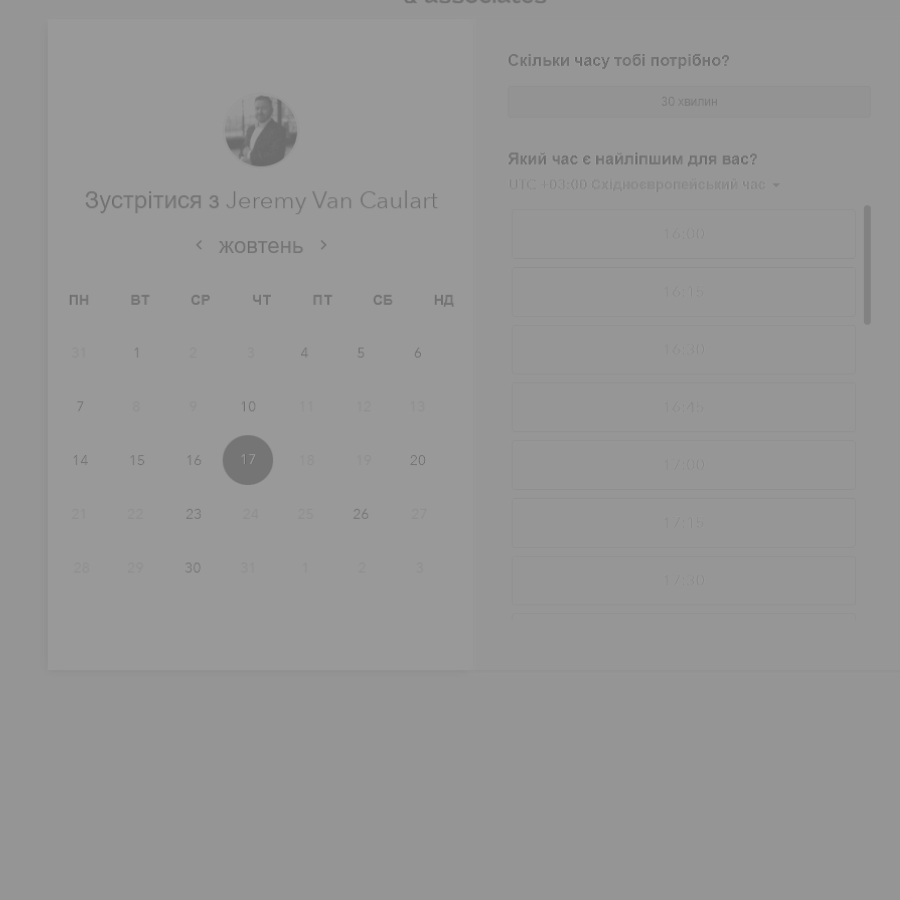 & associates
Зустрітися з Jeremy Van Caulart
жовтень
ПН ВТ СР ЧТ ПТ СБ НД
31 1 2 3 4 5 6
7 8 9 10 11 12 13
14 15 16 17 18 19 20
21 22 23 24 25 26 27
28 29 30 31 1 2 3
Скільки часу тобі потрібно?
30 хвилин
Який час є найліпшим для вас?
UTC +03:00 Східноєвропейський час
16:00
16:15
16:30
16:45
17:00
17:15
17:30